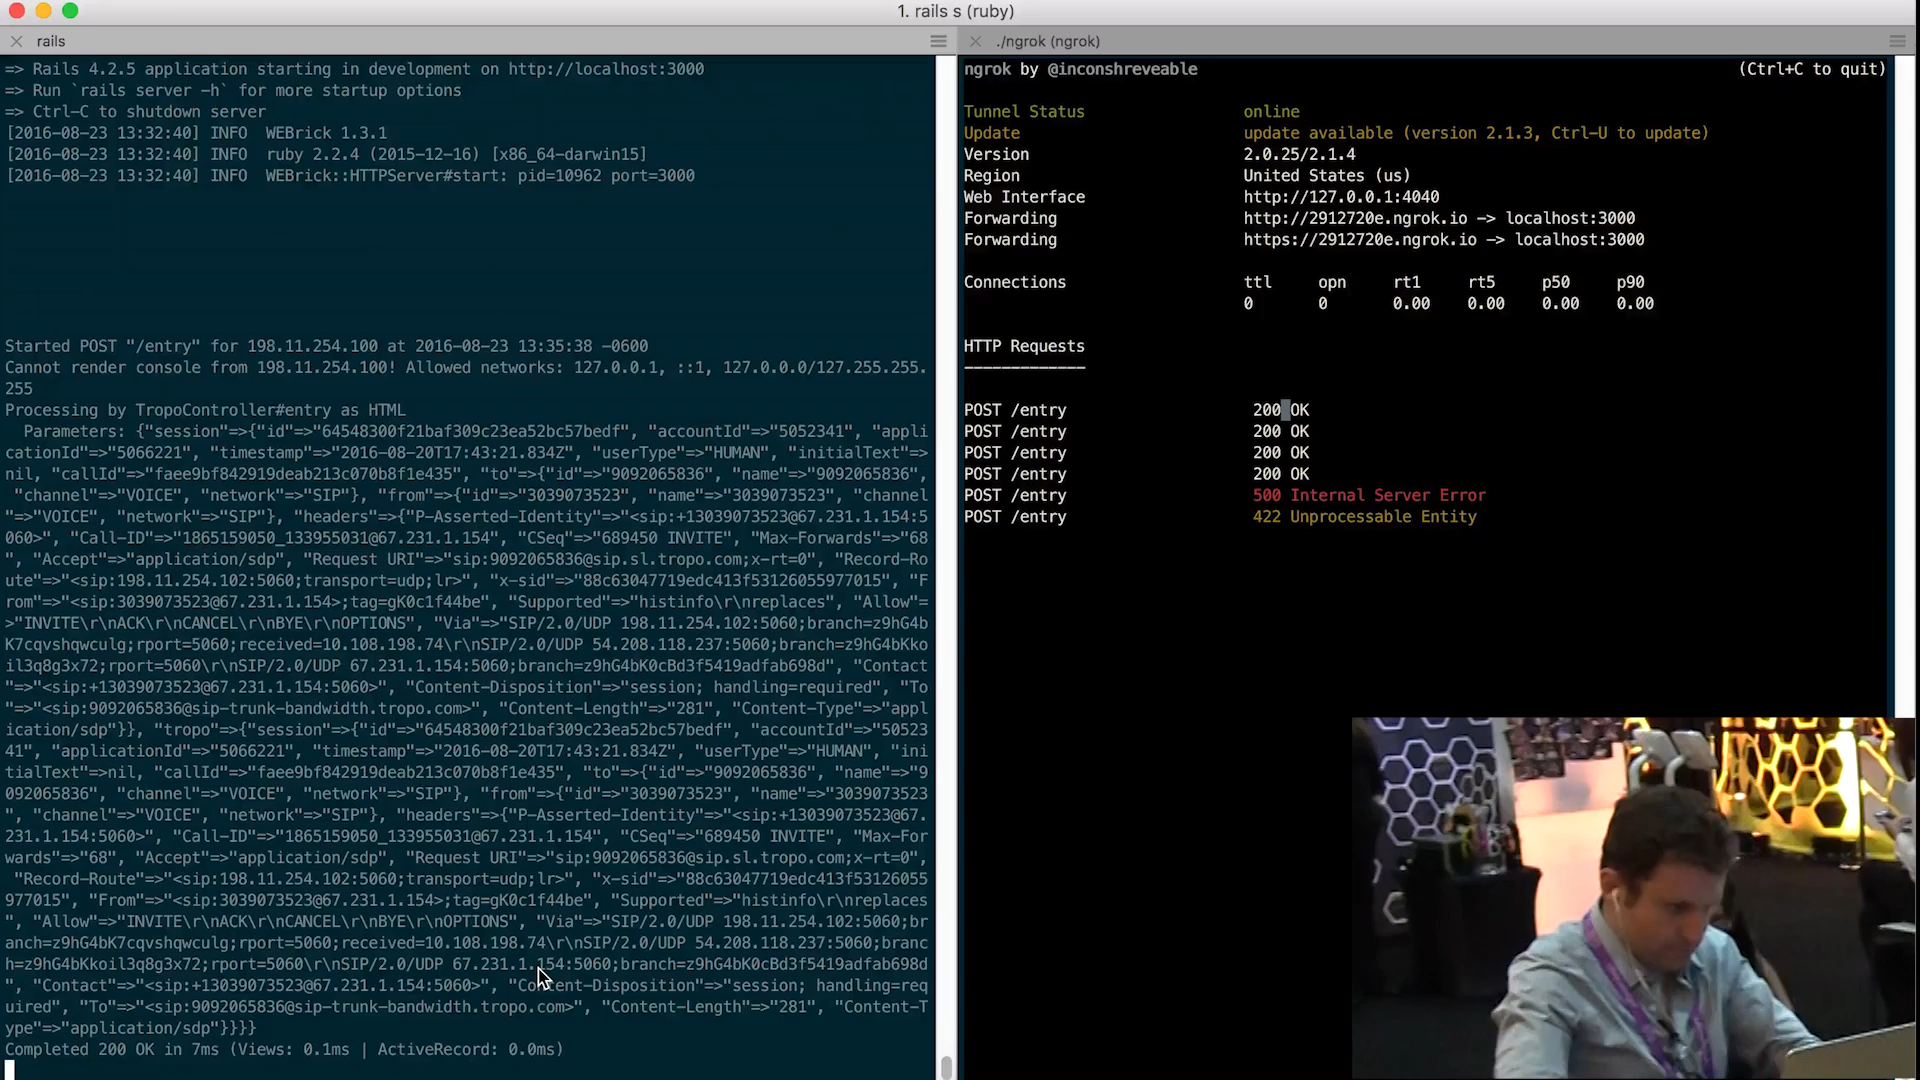 1. rails s (ruby)
rails
=> Rails 4.2.5 application starting in development on http://localhost:3000
=> Run `rails server -h` for more startup options
=> Ctrl-C to shutdown server
[2016-08-23 13:32:40] INFO  WEBrick 1.3.1
[2016-08-23 13:32:40] INFO  ruby 2.2.4 (2015-12-16) [x86_64-darwin15]
[2016-08-23 13:32:40] INFO  WEBrick::HTTPServer#start: pid=10962 port=3000
Started POST "/entry" for 198.11.254.100 at 2016-08-23 13:35:38 -0600
Cannot render console from 198.11.254.100! Allowed networks: 127.0.0.1, ::1, 127.0.0.0/127.255.255.
255
Processing by TropoController#entry as HTML
Parameters: {"session"=>{"id"=>"64548300f21baf309c23ea52bc57bedf", "accountId"=>"5052341", "appli
cationId"=>"5066221", "timestamp"=>"2016-08-20T17:43:21.834Z", "userType"=>"HUMAN", "initialText"=>
nil, "callId"=>"faee9bf842919deab213c070b8f1e435", "to"=>{"id"=>"9092065836", "name"=>"9092065836",
"channel"=>"VOICE", "network"=>"SIP"}, "from"=>{"id"=>"3039073523", "name"=>"3039073523", "channel
"=>"VOICE", "network"=>"SIP"}, "headers"=>{"P-Asserted-Identity"=>"<sip:+13039073523@67.231.1.154:5
060>", "Call-ID"=>"1865159050_133955031@67.231.1.154", "CSeq"=>"689450 INVITE", "Max-Forwards"=>"68
", "Accept"=>"application/sdp", "Request URI"=>"sip:9092065836@sip.sl.tropo.com;x-rt=0", "Record-Ro
ute"=>"<sip:198.11.254.102:5060;transport=udp;lr>", "x-sid"=>"88c63047719edc413f53126055977015", "F
rom"=>"<sip:3039073523@67.231.1.154>;tag=gK0c1f44be", "Supported"=>"histinfo\r\nreplaces", "Allow"=
>"INVITE\r\nACK\r\nCANCEL\r\nBYE\r\nOPTIONS", "Via"=>"SIP/2.0/UDP 198.11.254.102:5060;branch=z9hG4b
K7cqvshqwculg;rport=5060;received=10.108.198.74\r\nSIP/2.0/UDP 54.208.118.237:5060;branch=z9hG4bKko
il3q8g3x72;rport=5060\r\nSIP/2.0/UDP 67.231.1.154:5060;branch=z9hG4bK0cBd3f5419adfab698d", "Contact
"=>"<sip:+13039073523@67.231.1.154:5060>", "Content-Disposition"=>"session; handling=required", "To
"=>"<sip:9092065836@sip-trunk-bandwidth.tropo.com>", "Content-Length"=>"281", "Content-Type"=>"appl
ication/sdp"}}, "tropo"=>{"session"=>{"id"=>"64548300f21baf309c23ea52bc57bedf", "accountId"=>"50523
41", "applicationId"=>"5066221", "timestamp"=>"2016-08-20T17:43:21.834Z", "userType"=>"HUMAN", "ini
tialText"=>nil, "callId"=>"faee9bf842919deab213c070b8f1e435", "to"=>{"id"=>"9092065836", "name"=>"9
092065836", "channel"=>"VOICE", "network"=>"SIP"}, "from"=>{"id"=>"3039073523", "name"=>"3039073523
", "channel"=>"VOICE", "network"=>"SIP"}, "headers"=>{"P-Asserted-Identity"=>"<sip:+13039073523@67.
231.1.154:5060>", "Call-ID"=>"1865159050_133955031@67.231.1.154", "CSeq"=>"689450 INVITE", "Max-For
wards"=>"68", "Accept"=>"application/sdp", "Request URI"=>"sip:9092065836@sip.sl.tropo.com;x-rt=0",
"Record-Route"=>"<sip:198.11.254.102:5060;transport=udp;lr>", "x-sid"=>"88c63047719edc413f53126055
977015", "From"=>"<sip:3039073523@67.231.1.154>;tag=gK0c1f44be", "Supported"=>"histinfo\r\nreplaces
", "Allow"=>"INVITE\r\nACK\r\nCANCEL\r\nBYE\r\nOPTIONS", "Via"=>"SIP/2.0/UDP 198.11.254.102:5060;br
anch=z9hG4bK7cqvshqwculg;rport=5060;received=10.108.198.74\r\nSIP/2.0/UDP 54.208.118.237:5060;branc
h=z9hG4bKkoil3q8g3x72;rport=5060\r\nSIP/2.0/UDP 67.231.1.154:5060;branch=z9hG4bK0cBd3f5419adfab698d
", "Contact"=>"<sip:+13039073523@67.231.1.154:5060>", "Content-Disposition"=>"session; handling=req
uired", "To"=>"<sip:9092065836@sip-trunk-bandwidth.tropo.com>", "Content-Length"=>"281", "Content-T
ype"=>"application/sdp"}}}}
Completed 200 OK in 7ms (Views: 0.1ms | ActiveRecord: 0.0ms)
./ngrok (ngrok)
ngrok by @inconshreveable (Ctrl+C to quit)
Tunnel Status online
Update update available (version 2.1.3, Ctrl-U to update)
Version 2.0.25/2.1.4
Region United States (us)
Web Interface http://127.0.0.1:4040
Forwarding http://2912720e.ngrok.io -> localhost:3000
Forwarding https://2912720e.ngrok.io -> localhost:3000
Connections ttl opn rt1 rt5 p50 p90
0 0 0.00 0.00 0.00 0.00
HTTP Requests
-------------
POST /entry 200 OK
POST /entry 200 OK
POST /entry 200 OK
POST /entry 200 OK
POST /entry 500 Internal Server Error
POST /entry 422 Unprocessable Entity